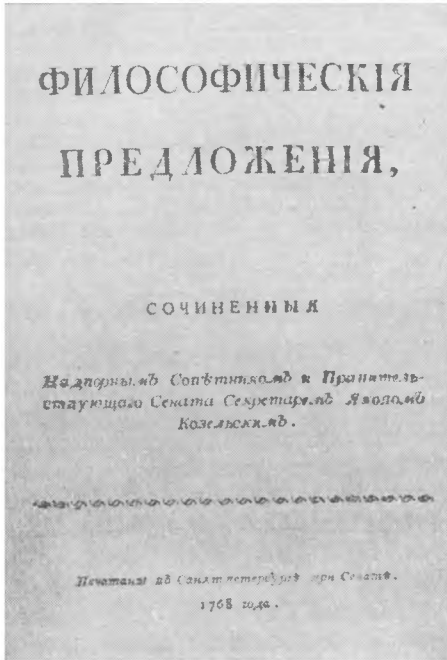 ФИЛОСОФИЧЕСКІЯ
ПРЕДЛОЖЕНІЯ,
СОЧИНЕННЫЯ
Надворнымъ Совѣтникомъ и Правитель-
ствующаго Сената Секретаремъ Яковомъ
Козельскимъ.
Печатаны въ Санктпетербургѣ при Сенатѣ.
1768 года.